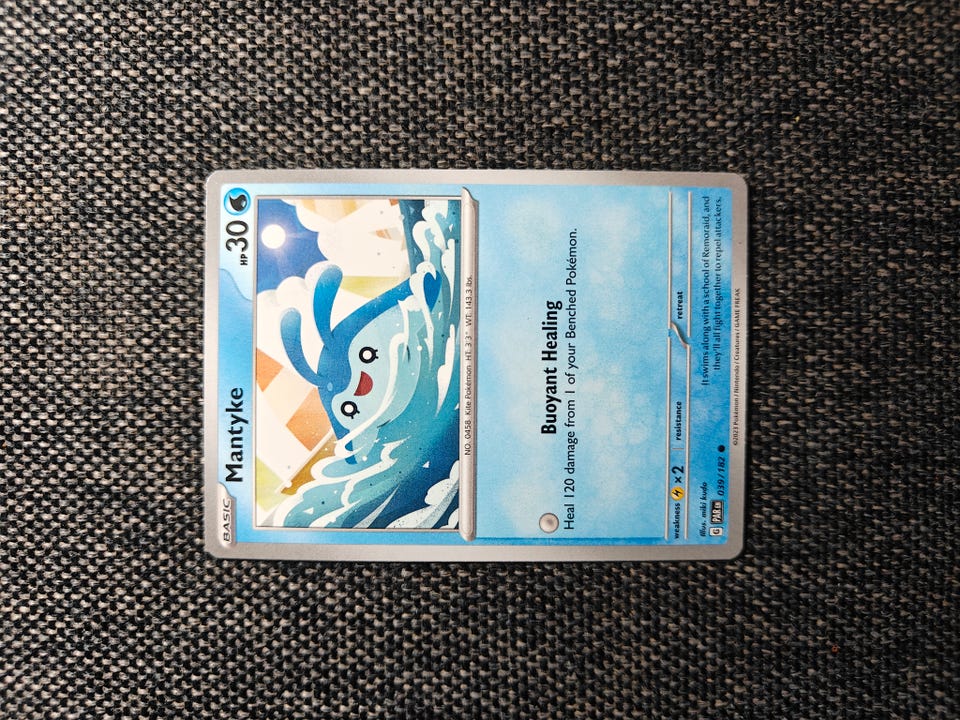 BASIC Mantyke HP 30
NO. 0458 Kite Pokémon HT: 3'3" WT: 143.3 lbs.
Buoyant Healing
Heal 120 damage from 1 of your Benched Pokémon.
weakness ×2 resistance retreat
Illus. miki kudo
G PAR EN 039/182
It swims along with a school of Remoraid, and
they'll all fight together to repel attackers.
©2023 Pokémon / Nintendo / Creatures / GAME FREAK